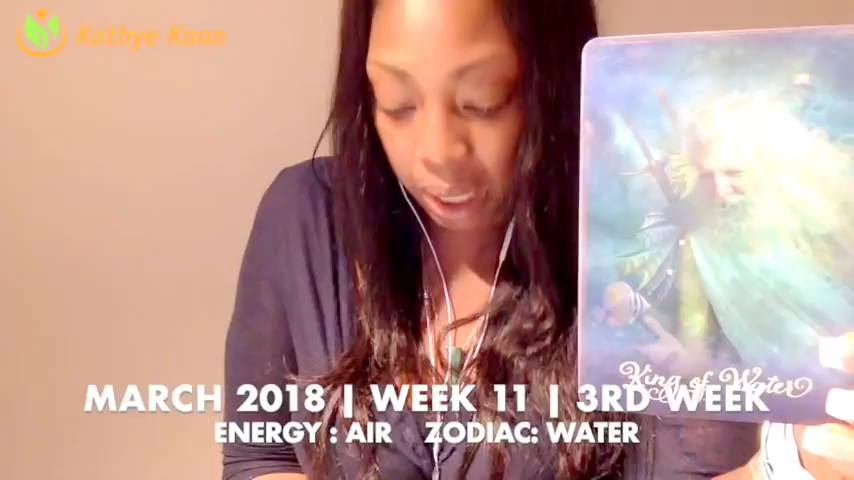 Kathye Kaan
King of Water
MARCH 2018 | WEEK 11 | 3RD WEEK
ENERGY : AIR ZODIAC: WATER